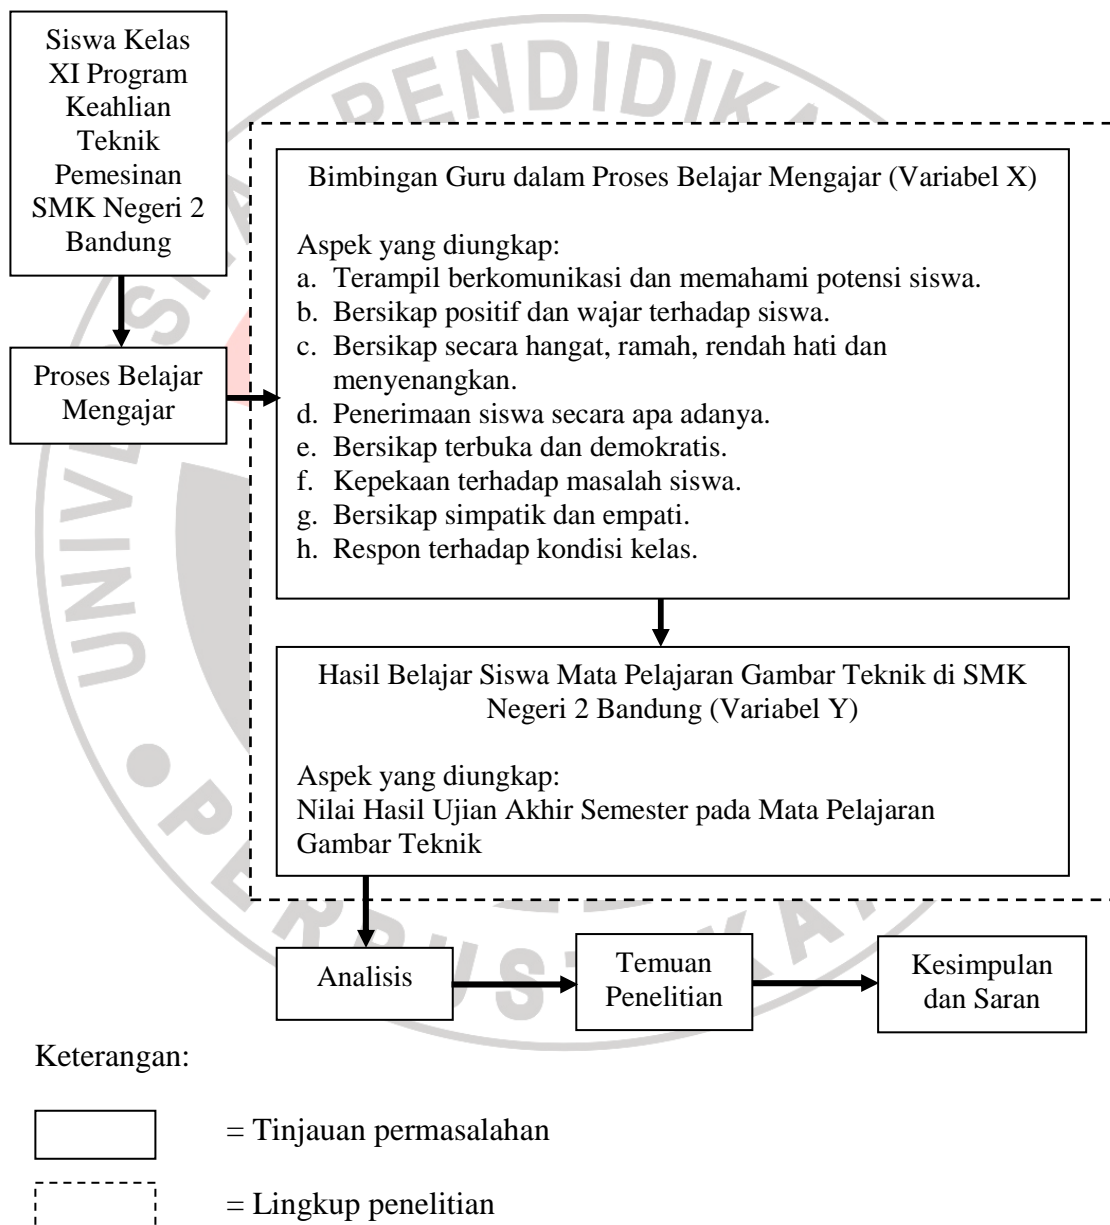 Siswa Kelas
XI Program
Keahlian
Teknik
Pemesinan
SMK Negeri 2
Bandung
Proses Belajar
Mengajar
Bimbingan Guru dalam Proses Belajar Mengajar (Variabel X)
Aspek yang diungkap:
a. Terampil berkomunikasi dan memahami potensi siswa.
b. Bersikap positif dan wajar terhadap siswa.
c. Bersikap secara hangat, ramah, rendah hati dan
menyenangkan.
d. Penerimaan siswa secara apa adanya.
e. Bersikap terbuka dan demokratis.
f. Kepekaan terhadap masalah siswa.
g. Bersikap simpatik dan empati.
h. Respon terhadap kondisi kelas.
Hasil Belajar Siswa Mata Pelajaran Gambar Teknik di SMK
Negeri 2 Bandung (Variabel Y)
Aspek yang diungkap:
Nilai Hasil Ujian Akhir Semester pada Mata Pelajaran
Gambar Teknik
Analisis
Temuan
Penelitian
Kesimpulan
dan Saran
Keterangan:
= Tinjauan permasalahan
= Lingkup penelitian